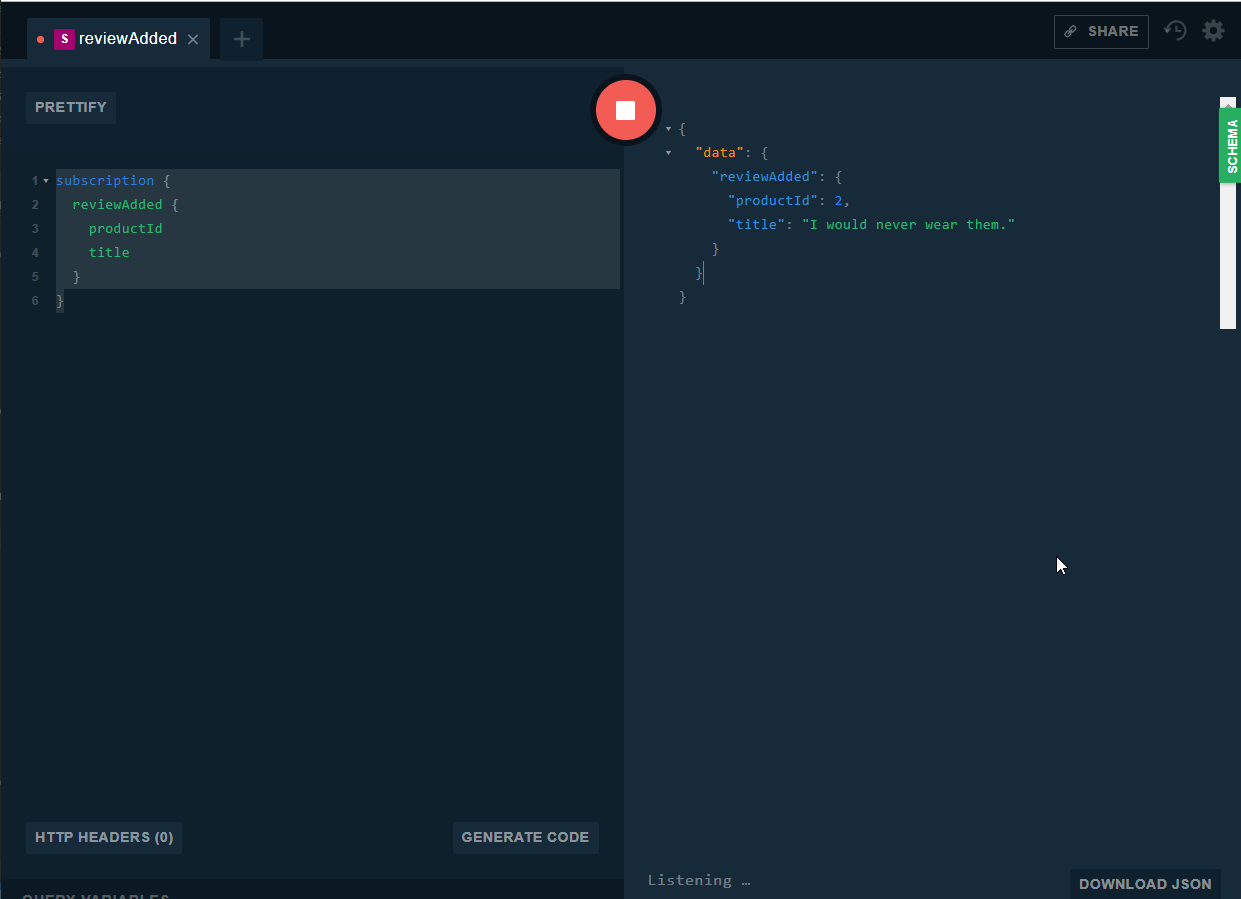 S reviewAdded ×
SHARE
PRETTIFY
SCHEMA
1 subscription {
2 reviewAdded {
3 productId
4 title
5 }
6 }
{
"data": {
"reviewAdded": {
"productId": 2,
"title": "I would never wear them."
}
}
}
HTTP HEADERS (0)
GENERATE CODE
QUERY VARIABLES
Listening …
DOWNLOAD JSON